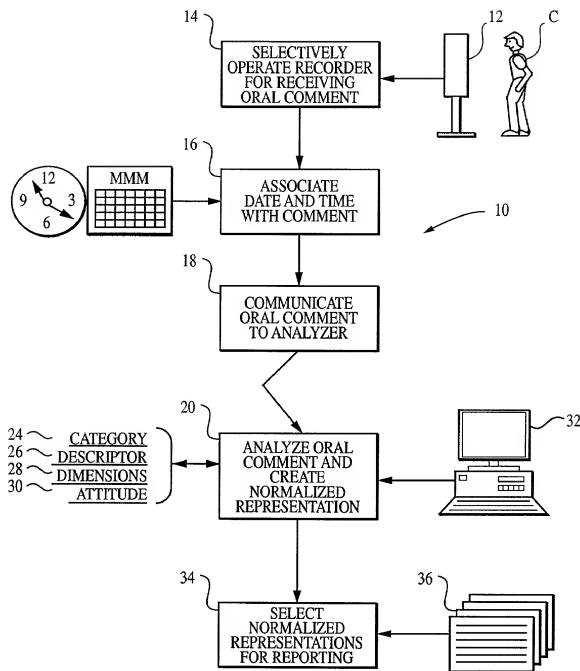 14
SELECTIVELY
OPERATE RECORDER
FOR RECEIVING
ORAL COMMENT
12
C
16
ASSOCIATE
DATE AND TIME
WITH COMMENT
12
9 3
6
MMM
10
18
COMMUNICATE
ORAL COMMENT
TO ANALYZER
20
ANALYZE ORAL
COMMENT AND
CREATE
NORMALIZED
REPRESENTATION
24 CATEGORY
26 DESCRIPTOR
28 DIMENSIONS
30 ATTITUDE
32
34
SELECT
NORMALIZED
REPRESENTATIONS
FOR REPORTING
36